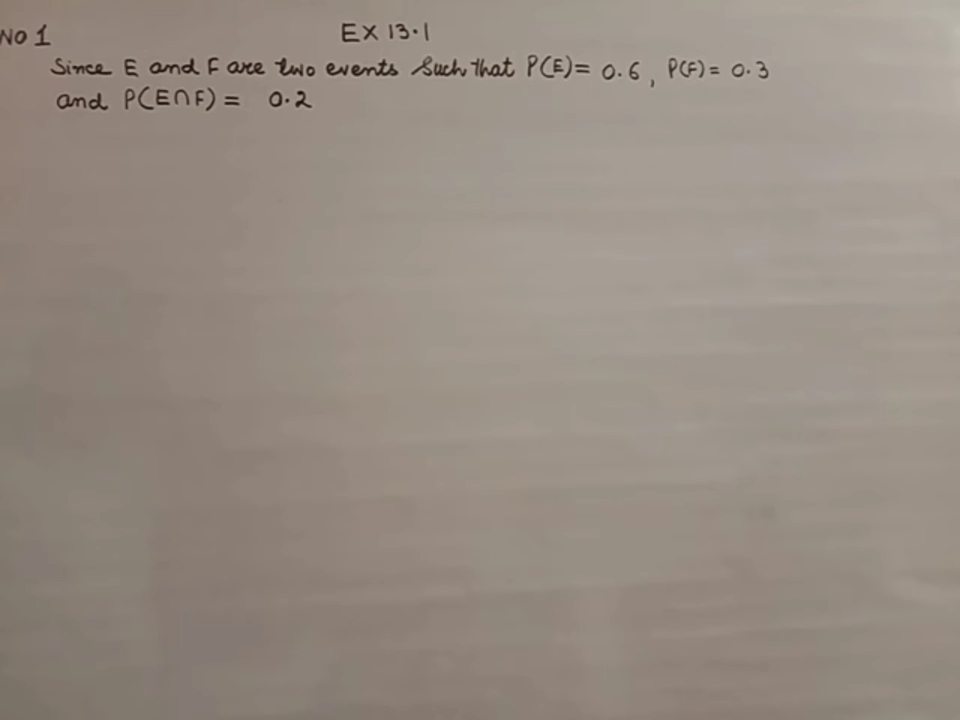 NO 1 EX 13.1
Since E and F are two events Such that P(E)= 0.6, P(F)= 0.3
and P(E∩F) = 0.2